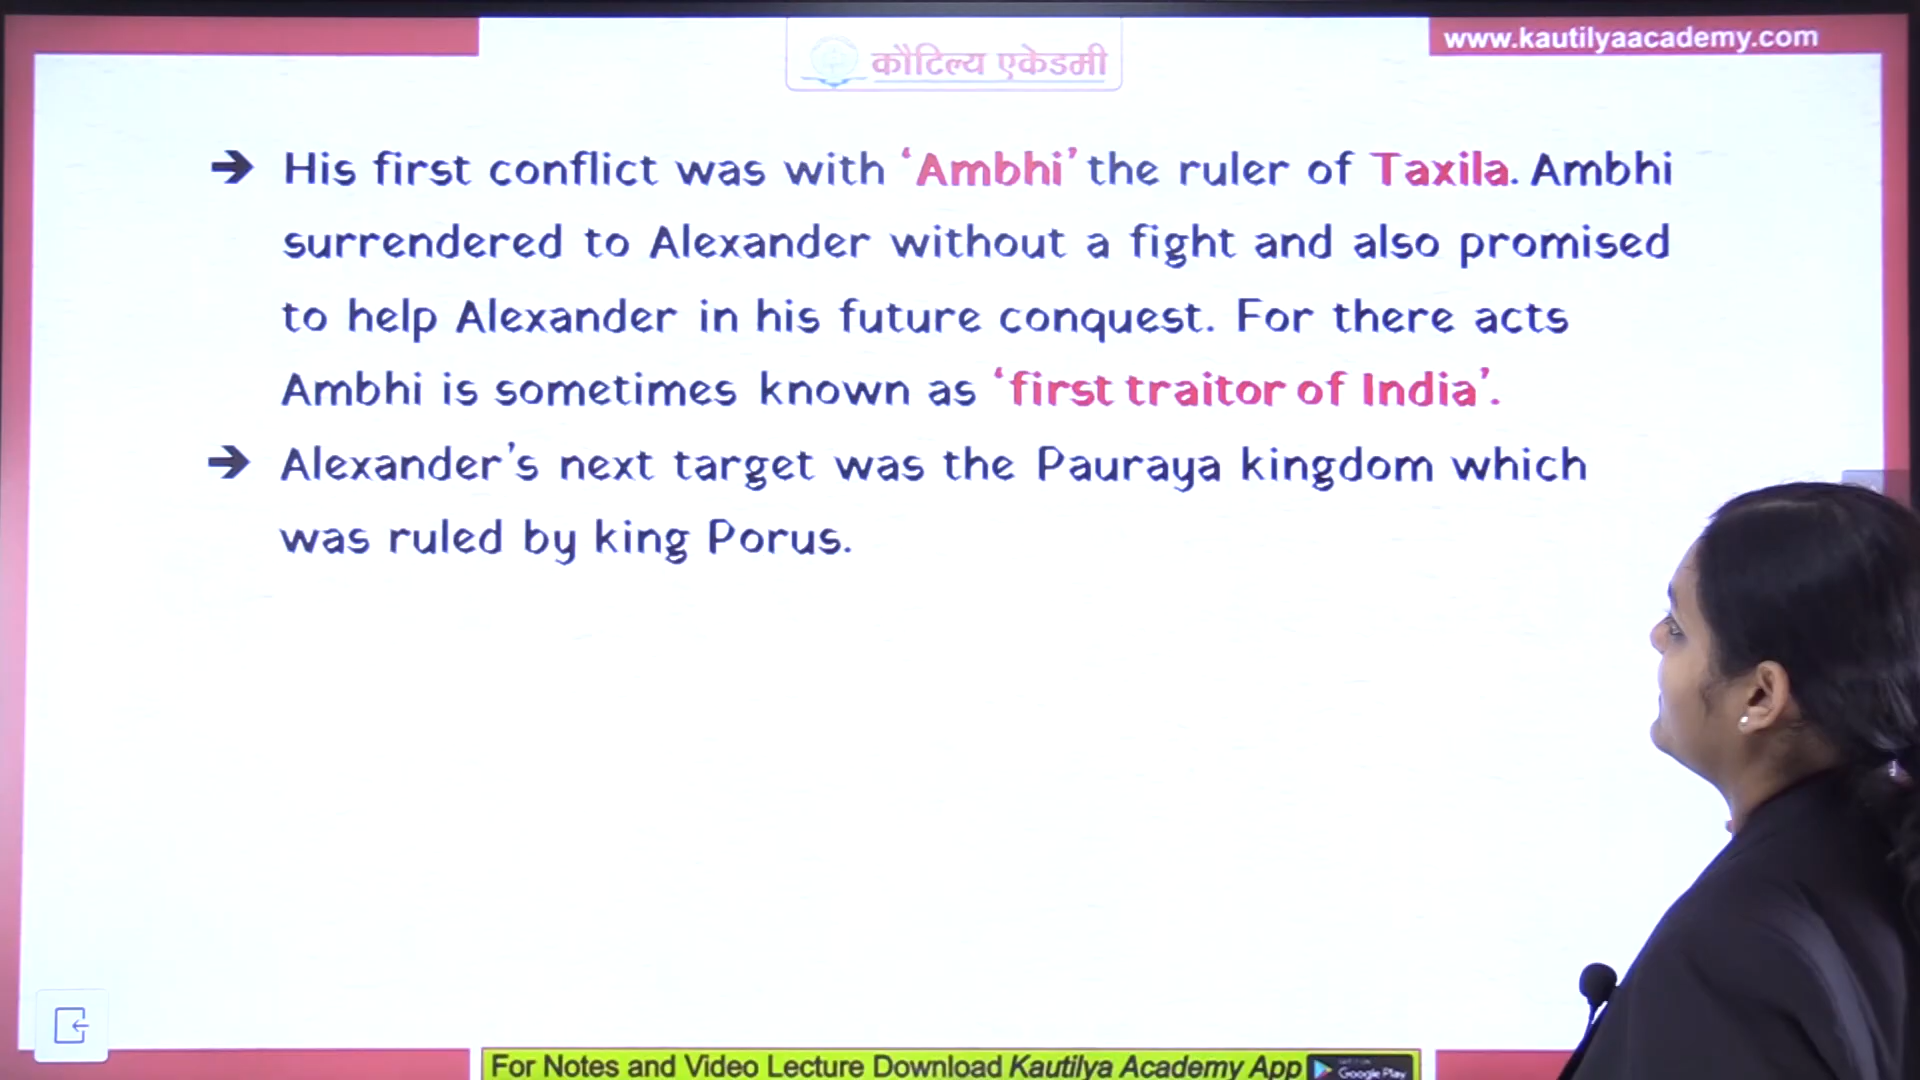 www.kautilyaacademy.com
कौटिल्य एकेडमी
➔ His first conflict was with ‘Ambhi’ the ruler of Taxila. Ambhi
surrendered to Alexander without a fight and also promised
to help Alexander in his future conquest. For there acts
Ambhi is sometimes known as ‘first traitor of India’.
➔ Alexander’s next target was the Pauraya kingdom which
was ruled by king Porus.
For Notes and Video Lecture Download Kautilya Academy App
Google Play